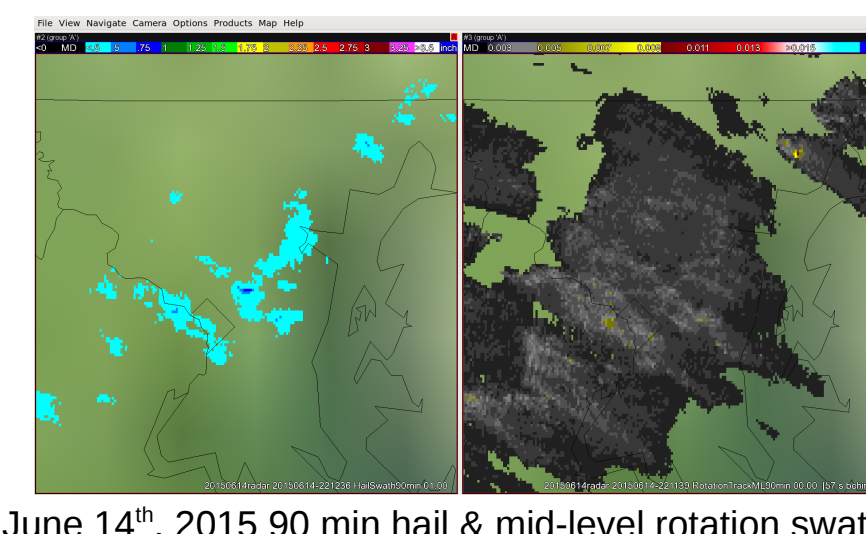 File View Navigate Camera Options Products Map Help
#2 (group 'A')
<0 MD <.5 .5 .75 1 1.25 1.5 1.75 2 2.25 2.5 2.75 3 3.25 >3.5 inch
20150614radar 20150614-221236 HailSwath90min 01.00
#3 (group 'A')
MD 0.003 0.005 0.007 0.009 0.011 0.013 >0.015
20150614radar 20150614-221139 RotationTrackML90min 00.00 [57 s behin
June 14th, 2015 90 min hail & mid-level rotation swat